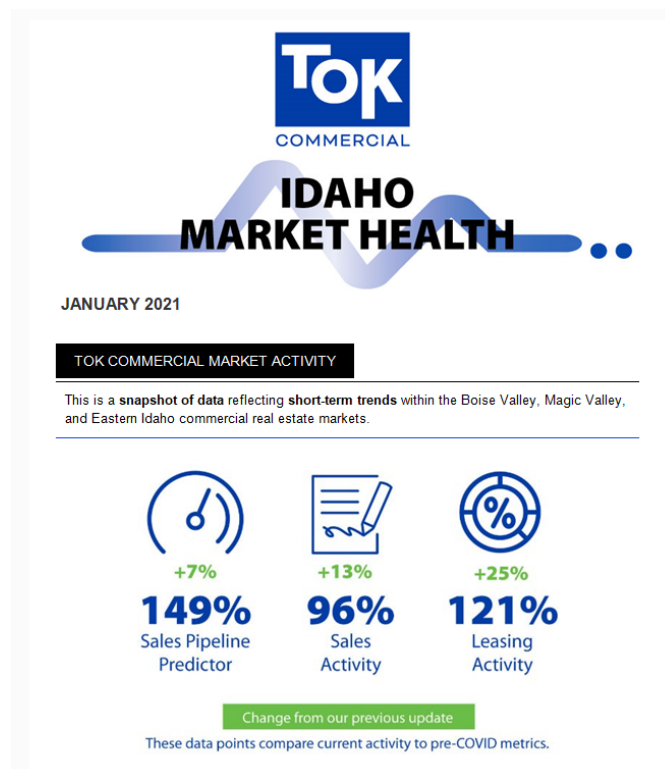 TOK
COMMERCIAL
IDAHO
MARKET HEALTH
JANUARY 2021
TOK COMMERCIAL MARKET ACTIVITY
This is a snapshot of data reflecting short-term trends within the Boise Valley, Magic Valley,
and Eastern Idaho commercial real estate markets.
%
+7% +13% +25%
149% 96% 121%
Sales Pipeline Sales Leasing
Predictor Activity Activity
Change from our previous update
These data points compare current activity to pre-COVID metrics.